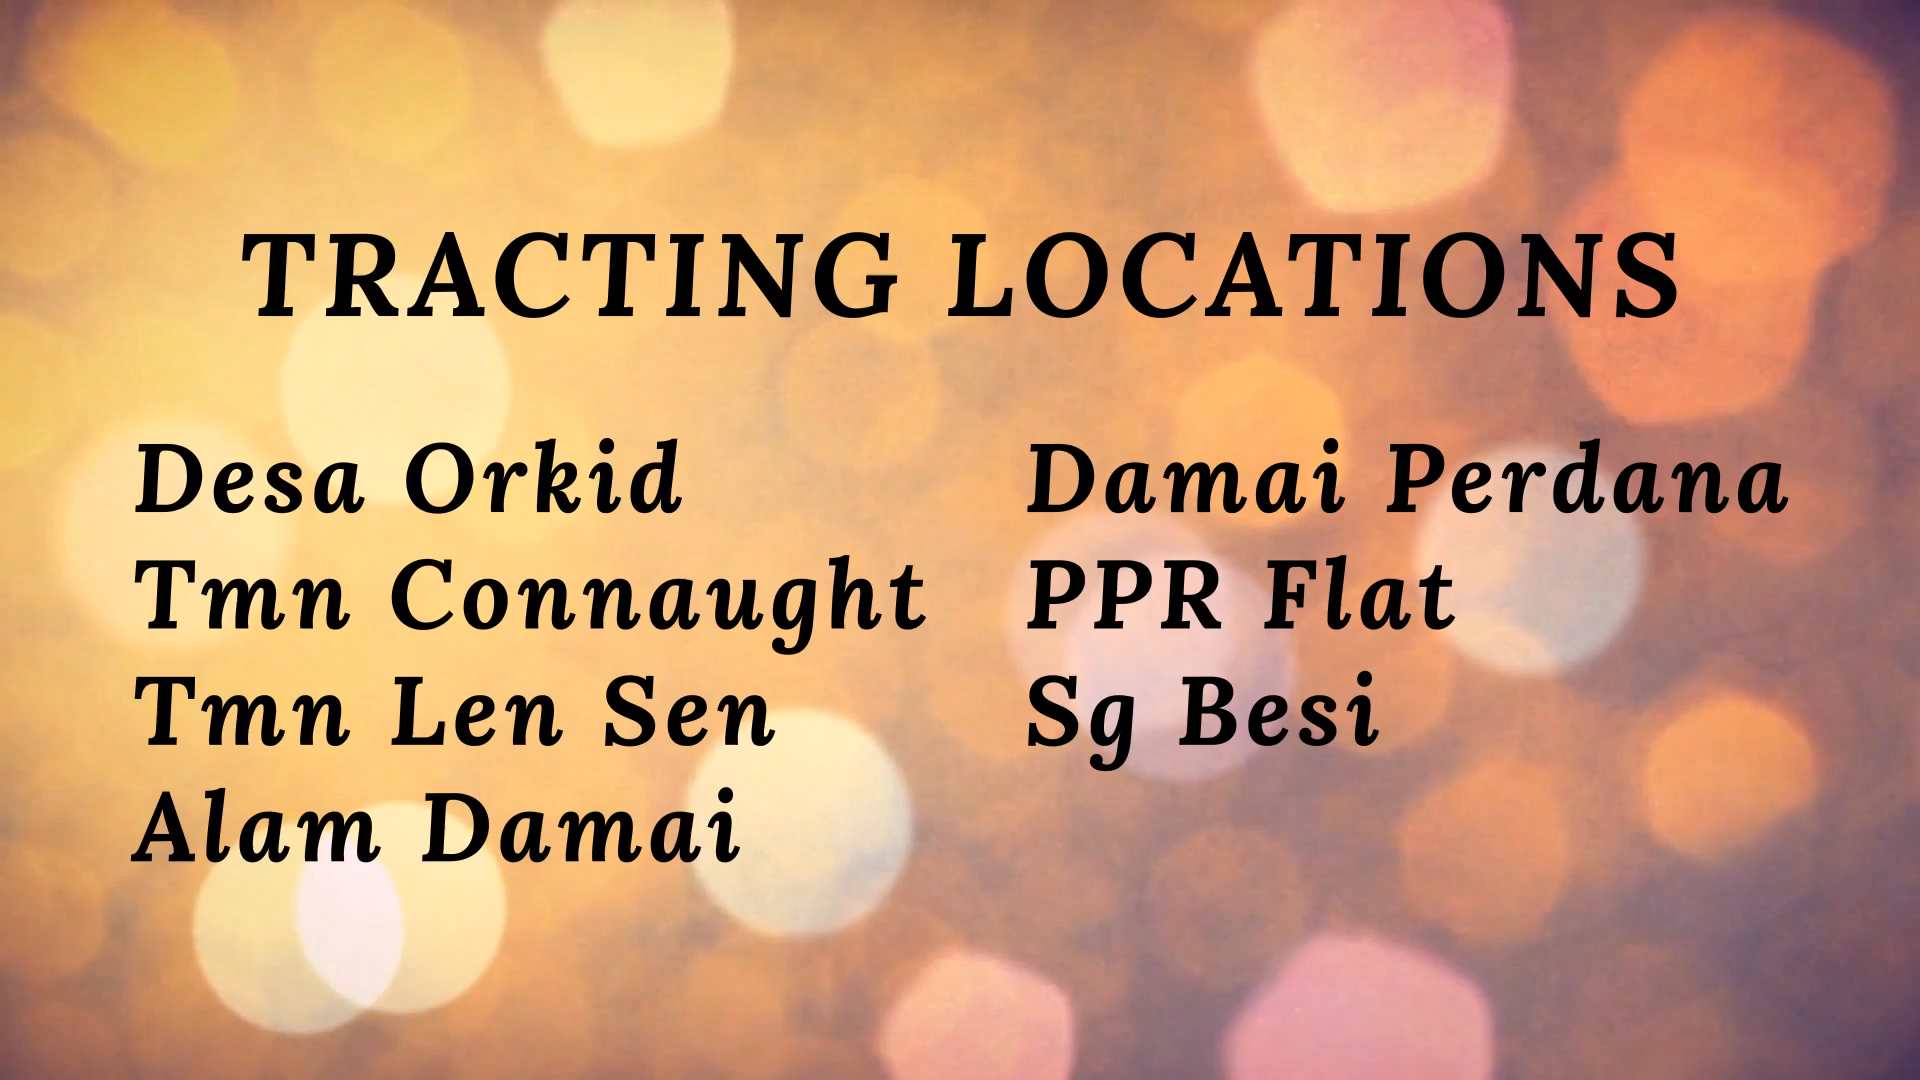 TRACTING LOCATIONS
Desa Orkid
Tmn Connaught
Tmn Len Sen
Alam Damai
Damai Perdana
PPR Flat
Sg Besi